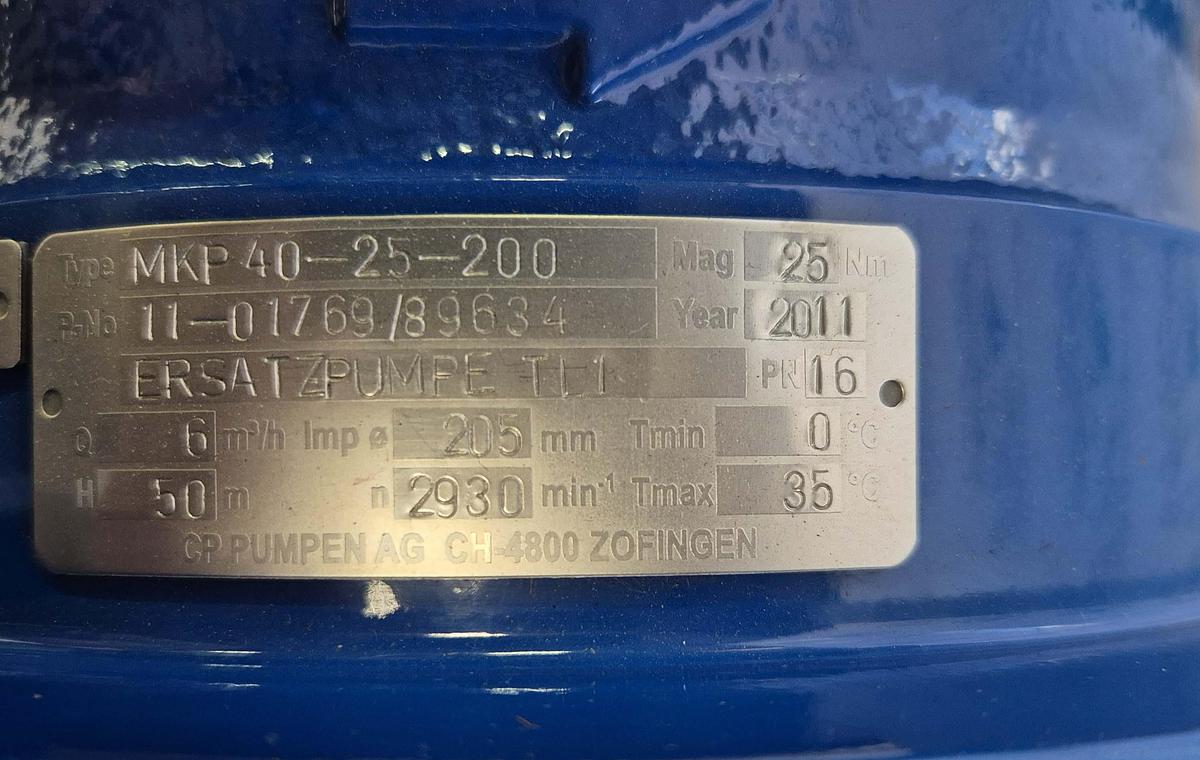 Type MKP 40-25-200 Mag 25 Nm
P-No 11-01769/89634 Year 2011
ERSATZPUMPE TL1 PN 16
Q 6 m³/h Imp ø 205 mm Tmin 0 °C
H 50 m n 2930 min⁻¹ Tmax 35 °C
CP PUMPEN AG CH-4800 ZOFINGEN